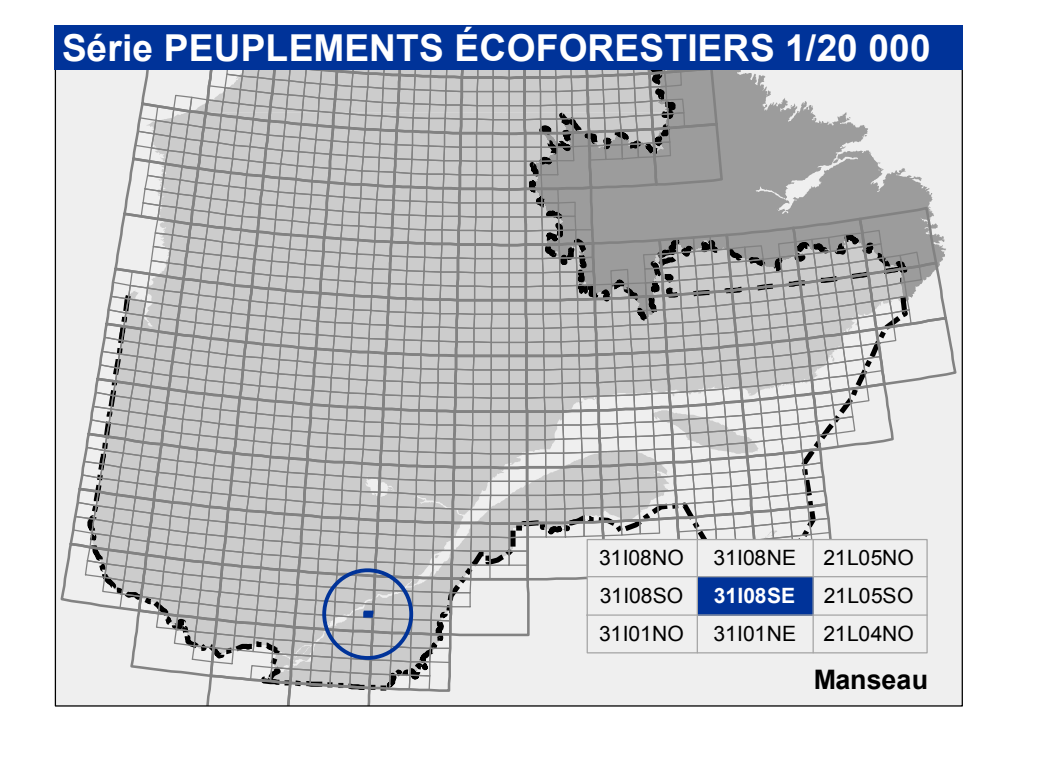 Série PEUPLEMENTS ÉCOFORESTIERS 1/20 000
31I08NO 31I08NE 21L05NO
31I08SO 31I08SE 21L05SO
31I01NO 31I01NE 21L04NO
Manseau